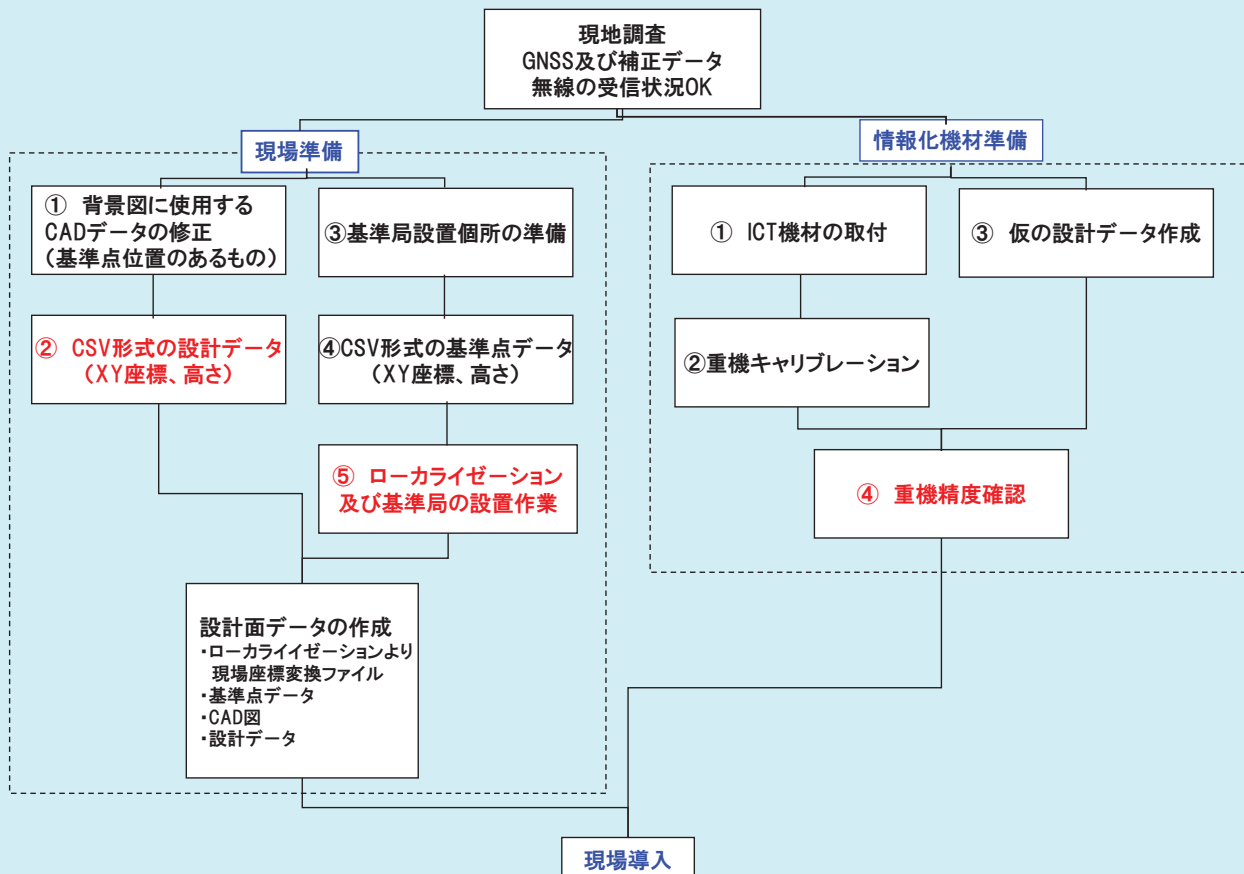 現地調査
GNSS及び補正データ
無線の受信状況OK
現場準備
情報化機材準備
① 背景図に使用する
CADデータの修正
(基準点位置のあるもの)
③基準局設置個所の準備
① ICT機材の取付
③ 仮の設計データ作成
② CSV形式の設計データ
(XY座標、高さ)
④CSV形式の基準点データ
(XY座標、高さ)
②重機キャリブレーション
⑤ ローカライゼーション
及び基準局の設置作業
④ 重機精度確認
設計面データの作成
・ローカライイゼーションより
現場座標変換ファイル
・基準点データ
・CAD図
・設計データ
現場導入